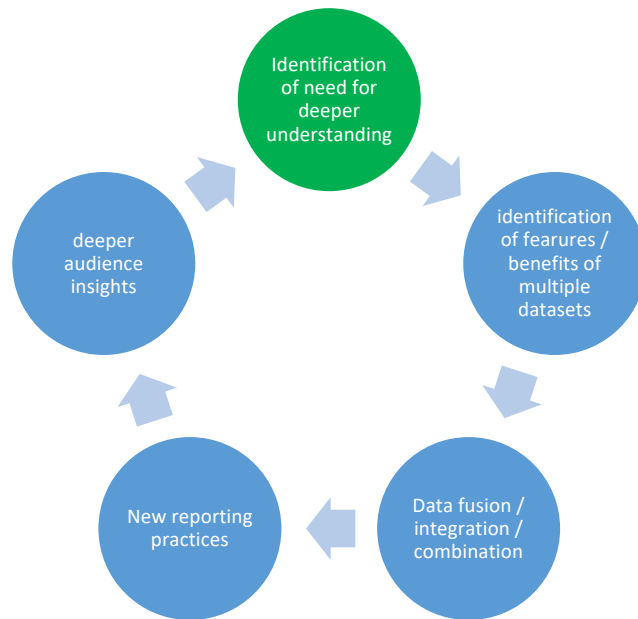 Identification
of need for
deeper
understanding
identification
of fearures /
benefits of
multiple
datasets
Data fusion /
integration /
combination
New reporting
practices
deeper
audience
insights